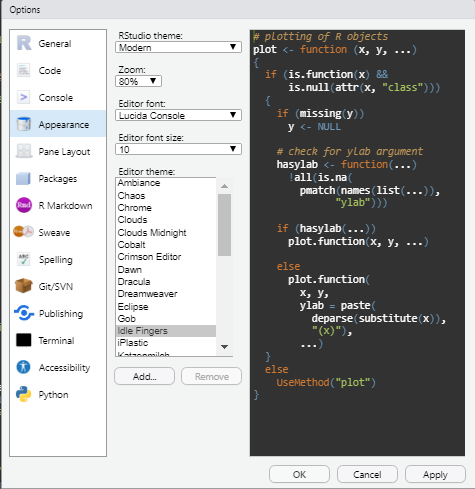 Options
R General
Code
Console
Appearance
Pane Layout
Packages
Rmd R Markdown
Sweave
ABC Spelling
Git/SVN
Publishing
Terminal
Accessibility
Python
RStudio theme:
Modern
Zoom:
80%
Editor font:
Lucida Console
Editor font size:
10
Editor theme:
Ambiance
Chaos
Chrome
Clouds
Clouds Midnight
Cobalt
Crimson Editor
Dawn
Dracula
Dreamweaver
Eclipse
Gob
Idle Fingers
iPlastic
Katzenmilch
Add...
Remove
# plotting of R objects
plot <- function (x, y, ...)
{
  if (is.function(x) &&
      is.null(attr(x, "class")))
  {
    if (missing(y))
      y <- NULL
    # check for ylab argument
    hasylab <- function(...)
      !all(is.na(
        pmatch(names(list(...)),
              "ylab")))
    if (hasylab(...))
      plot.function(x, y, ...)
    else
      plot.function(
        x, y,
        ylab = paste(
          deparse(substitute(x)),
          "(x)"),
        ...)
  }
  else
    UseMethod("plot")
}
OK
Cancel
Apply